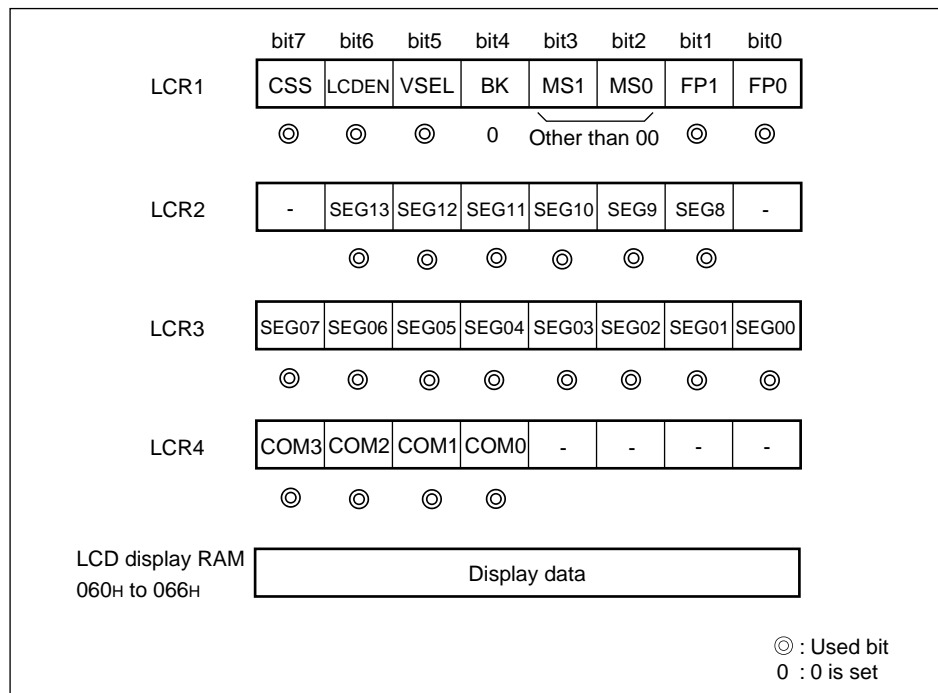 bit7 bit6 bit5 bit4 bit3 bit2 bit1 bit0
LCR1 CSS LCDEN VSEL BK MS1 MS0 FP1 FP0
◎ ◎ ◎ 0 Other than 00 ◎ ◎
LCR2 - SEG13 SEG12 SEG11 SEG10 SEG9 SEG8 -
◎ ◎ ◎ ◎ ◎ ◎
LCR3 SEG07 SEG06 SEG05 SEG04 SEG03 SEG02 SEG01 SEG00
◎ ◎ ◎ ◎ ◎ ◎ ◎ ◎
LCR4 COM3 COM2 COM1 COM0 - - - -
◎ ◎ ◎ ◎
LCD display RAM
060H to 066H
Display data
◎ : Used bit
0 : 0 is set